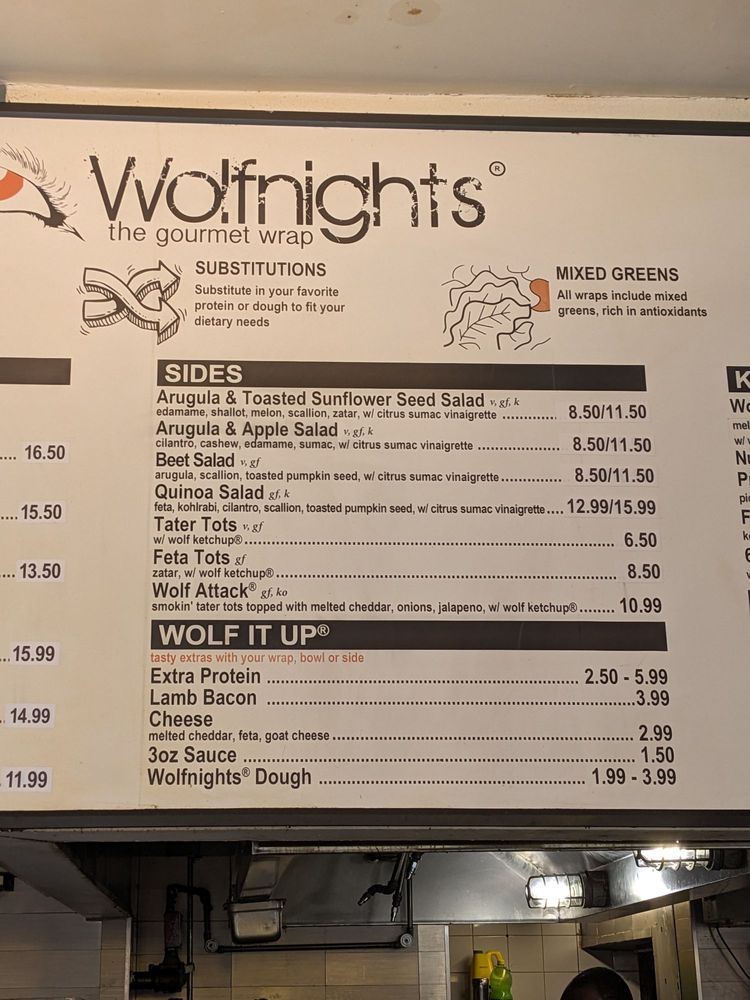 Wolfnights®
the gourmet wrap
SUBSTITUTIONS
Substitute in your favorite
protein or dough to fit your
dietary needs
MIXED GREENS
All wraps include mixed
greens, rich in antioxidants
.... 16.50
....15.50
... 13.50
...15.99
.. 14.99
. 11.99
SIDES
Arugula & Toasted Sunflower Seed Salad v, gf, k
edamame, shallot, melon, scallion, zatar, w/ citrus sumac vinaigrette ............. 8.50/11.50
Arugula & Apple Salad v, gf, k
cilantro, cashew, edamame, sumac, w/ citrus sumac vinaigrette .................... 8.50/11.50
Beet Salad v, gf
arugula, scallion, toasted pumpkin seed, w/ citrus sumac vinaigrette............... 8.50/11.50
Quinoa Salad gf, k
feta, kohlrabi, cilantro, scallion, toasted pumpkin seed, w/ citrus sumac vinaigrette.... 12.99/15.99
Tater Tots v, gf
w/ wolf ketchup®.................................................. 6.50
Feta Tots gf
zatar, w/ wolf ketchup®.................................................. 8.50
Wolf Attack® gf, ko
smokin' tater tots topped with melted cheddar, onions, jalapeno, w/ wolf ketchup®........ 10.99
WOLF IT UP®
tasty extras with your wrap, bowl or side
Extra Protein .................................................. 2.50 - 5.99
Lamb Bacon ..................................................3.99
Cheese
melted cheddar, feta, goat cheese.................................................. 2.99
3oz Sauce .................................................. 1.50
Wolfnights® Dough .................................................. 1.99 - 3.99
K